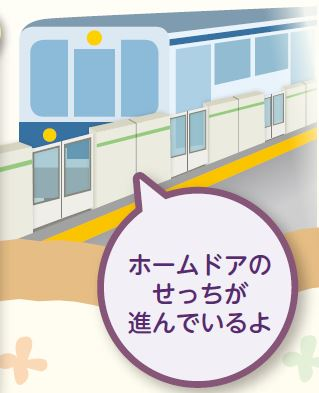 ホームドアの
せっちが
進んでいるよ